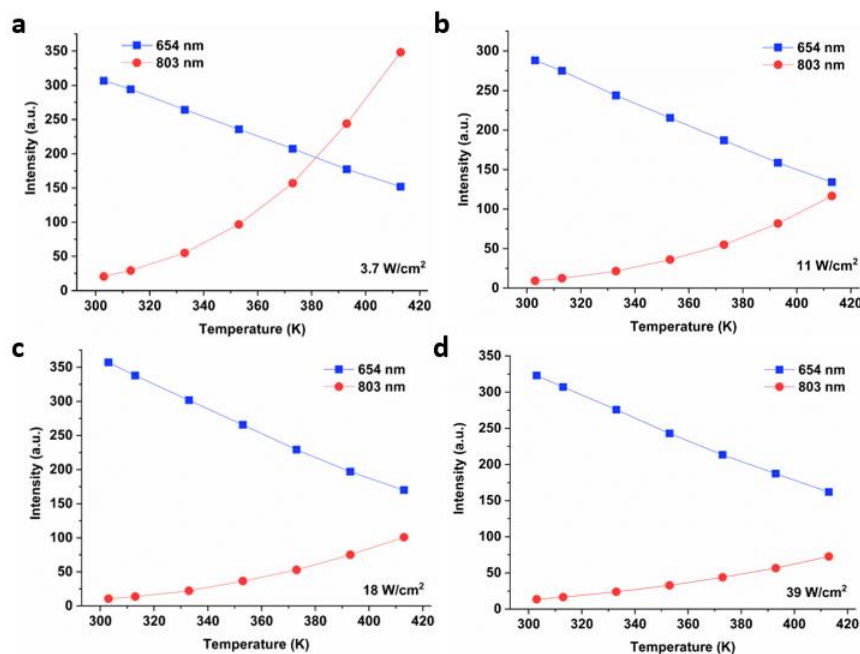 a
350
300
250
200
150
100
50
0
654 nm
803 nm
3.7 W/cm²
300 320 340 360 380 400 420
Temperature (K)
Intensity (a.u.)
b
300
250
200
150
100
50
0
654 nm
803 nm
11 W/cm²
300 320 340 360 380 400 420
Temperature (K)
Intensity (a.u.)
c
350
300
250
200
150
100
50
0
654 nm
803 nm
18 W/cm²
300 320 340 360 380 400 420
Temperature (K)
Intensity (a.u.)
d
350
300
250
200
150
100
50
0
654 nm
803 nm
39 W/cm²
300 320 340 360 380 400 420
Temperature (K)
Intensity (a.u.)